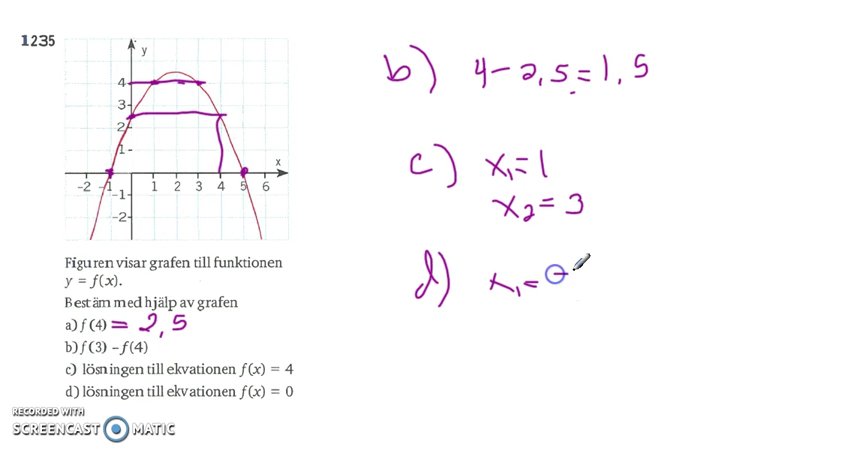 1235
y
4
3
2
1
x
-2 -1 1 2 3 4 5 6
-1
-2
Figuren visar grafen till funktionen
y = f(x).
Bestäm med hjälp av grafen
a) f(4) = 2,5
b) f(3) – f(4)
c) lösningen till ekvationen f(x) = 4
d) lösningen till ekvationen f(x) = 0
b) 4 – 2,5 = 1,5
c) x₁ = 1
x₂ = 3
d) x₁ = –
RECORDED WITH
SCREENCAST MATIC